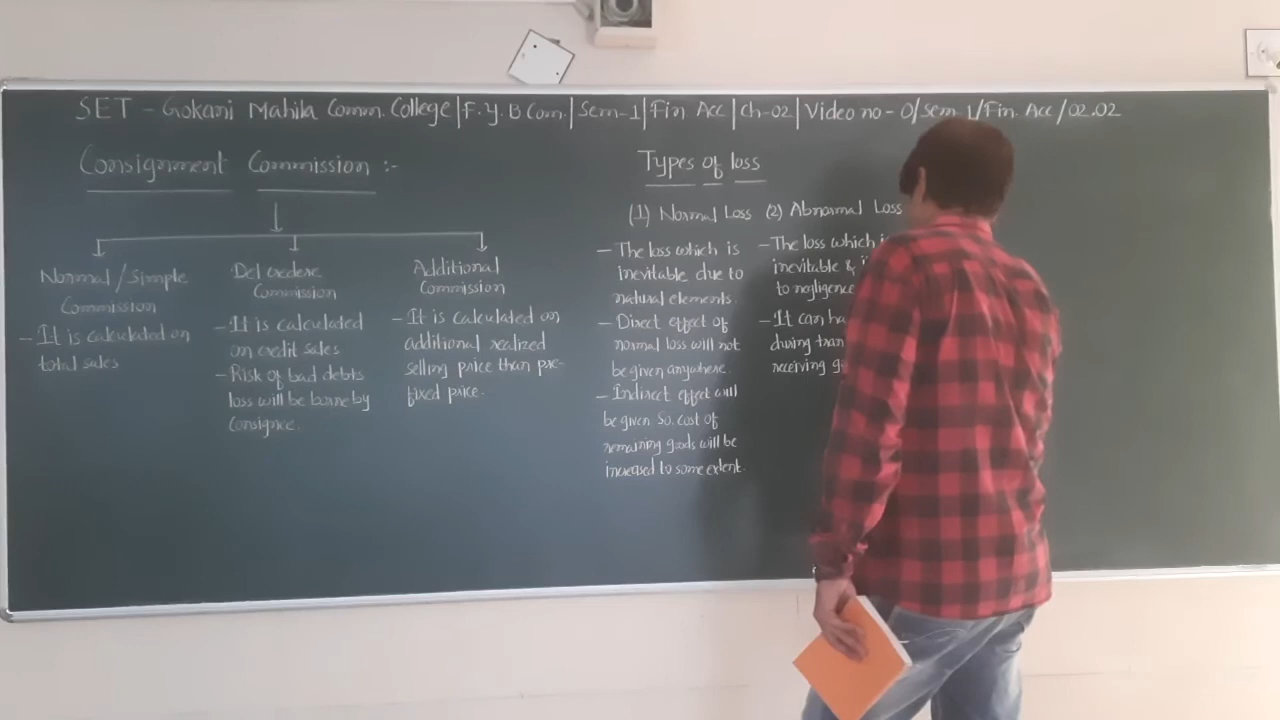 SET - Gokani Mahila Comm. College | F. Y. B Com. | Sem-1 | Fin. Acc | Ch-02 | Video no - 0/sem_1/Fin. Acc / 02.02
Consignment Commission :-
Normal / Simple
Commission
- It is calculated on
total sales
Del credere
Commission
- It is calculated
on credit sales
- Risk of bad debts
loss will be borne by
consignee.
Additional
Commission
- It is calculated on
additional realized
selling price than pre-
fixed price.
Types of loss
(1) Normal Loss
- The loss which is
inevitable due to
natural elements.
- Direct effect of
normal loss will not
be given anywhere.
- Indirect effect will
be given so, cost of
remaining goods will be
increased to some extent.
(2) Abnormal Loss
- The loss which
inevitable &
to negligence
- It can
during
receiving